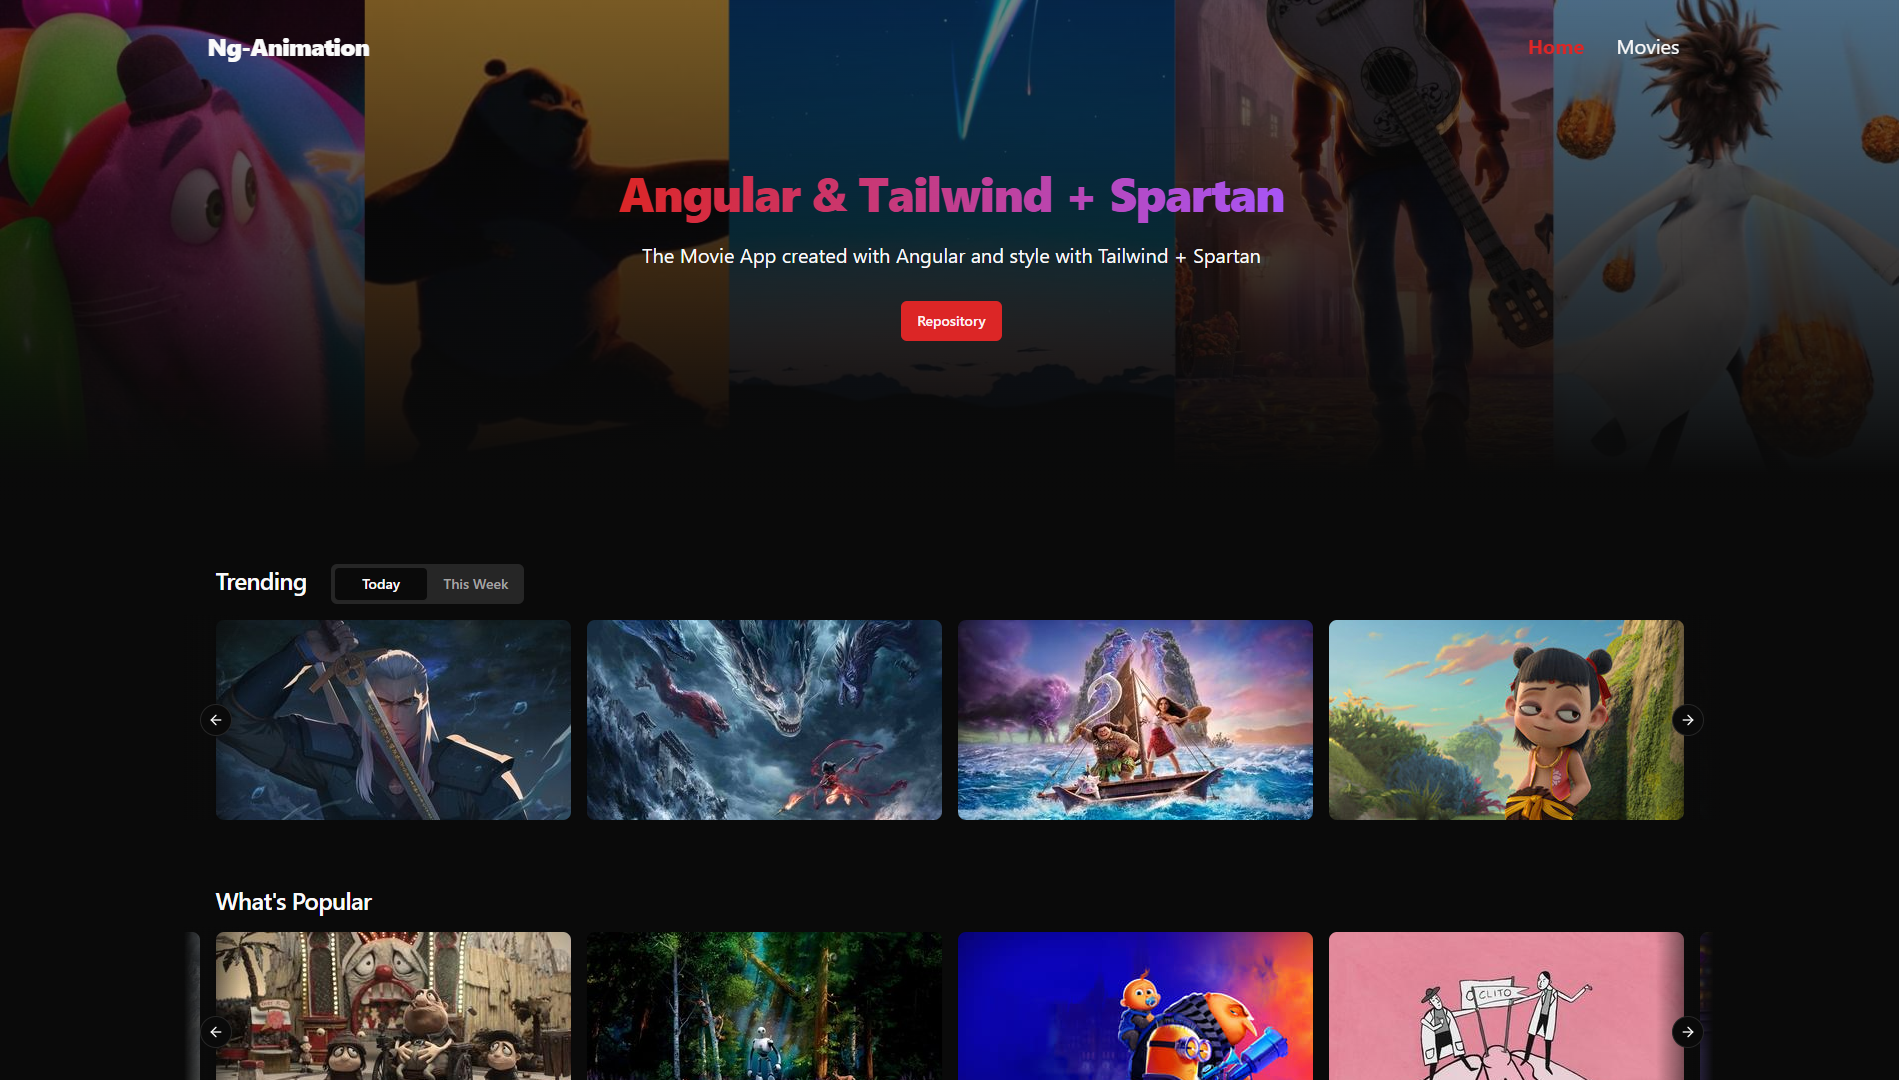 Ng-Animation
Home
Movies
Angular & Tailwind + Spartan
The Movie App created with Angular and style with Tailwind + Spartan
Repository
Trending
Today
This Week
2
What's Popular
CLITO